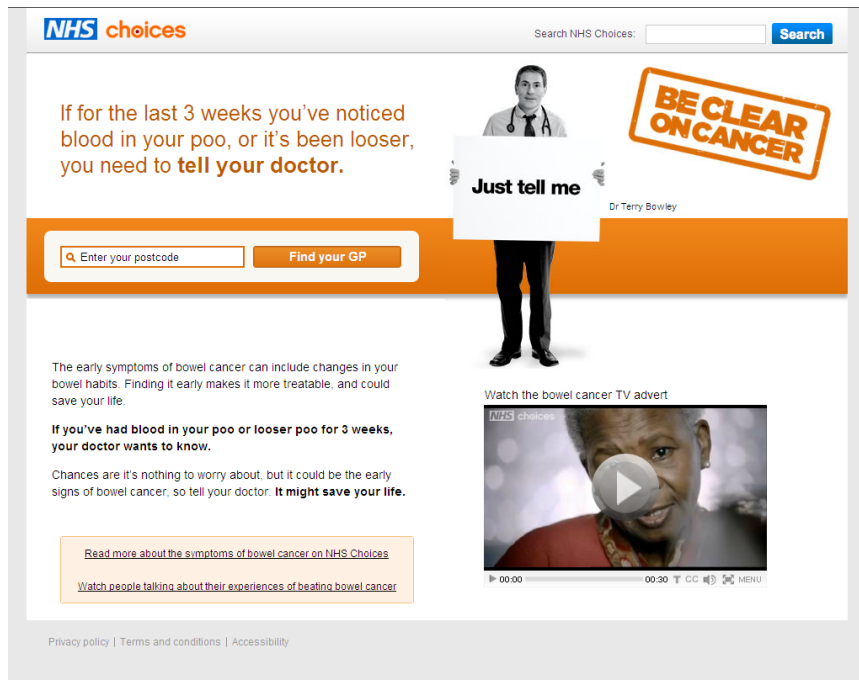 NHS choices
Search NHS Choices:
Search
If for the last 3 weeks you've noticed
blood in your poo, or it's been looser,
you need to tell your doctor.
BE CLEAR
ON CANCER
Just tell me
Dr Terry Bowley
Enter your postcode
Find your GP
The early symptoms of bowel cancer can include changes in your
bowel habits. Finding it early makes it more treatable, and could
save your life.
If you've had blood in your poo or looser poo for 3 weeks,
your doctor wants to know.
Chances are it's nothing to worry about, but it could be the early
signs of bowel cancer, so tell your doctor. It might save your life.
Read more about the symptoms of bowel cancer on NHS Choices
Watch people talking about their experiences of beating bowel cancer
Watch the bowel cancer TV advert
NHS choices
00:00
00:30 T CC MENU
Privacy policy | Terms and conditions | Accessibility